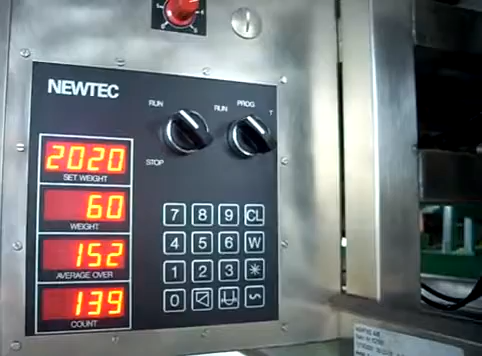 NEWTEC
RUN
RUN PROG T
STOP
2020
SET WEIGHT
60
WEIGHT
152
AVERAGE OVER
139
COUNT
7 8 9 CL
4 5 6 W
1 2 3 ✳
0